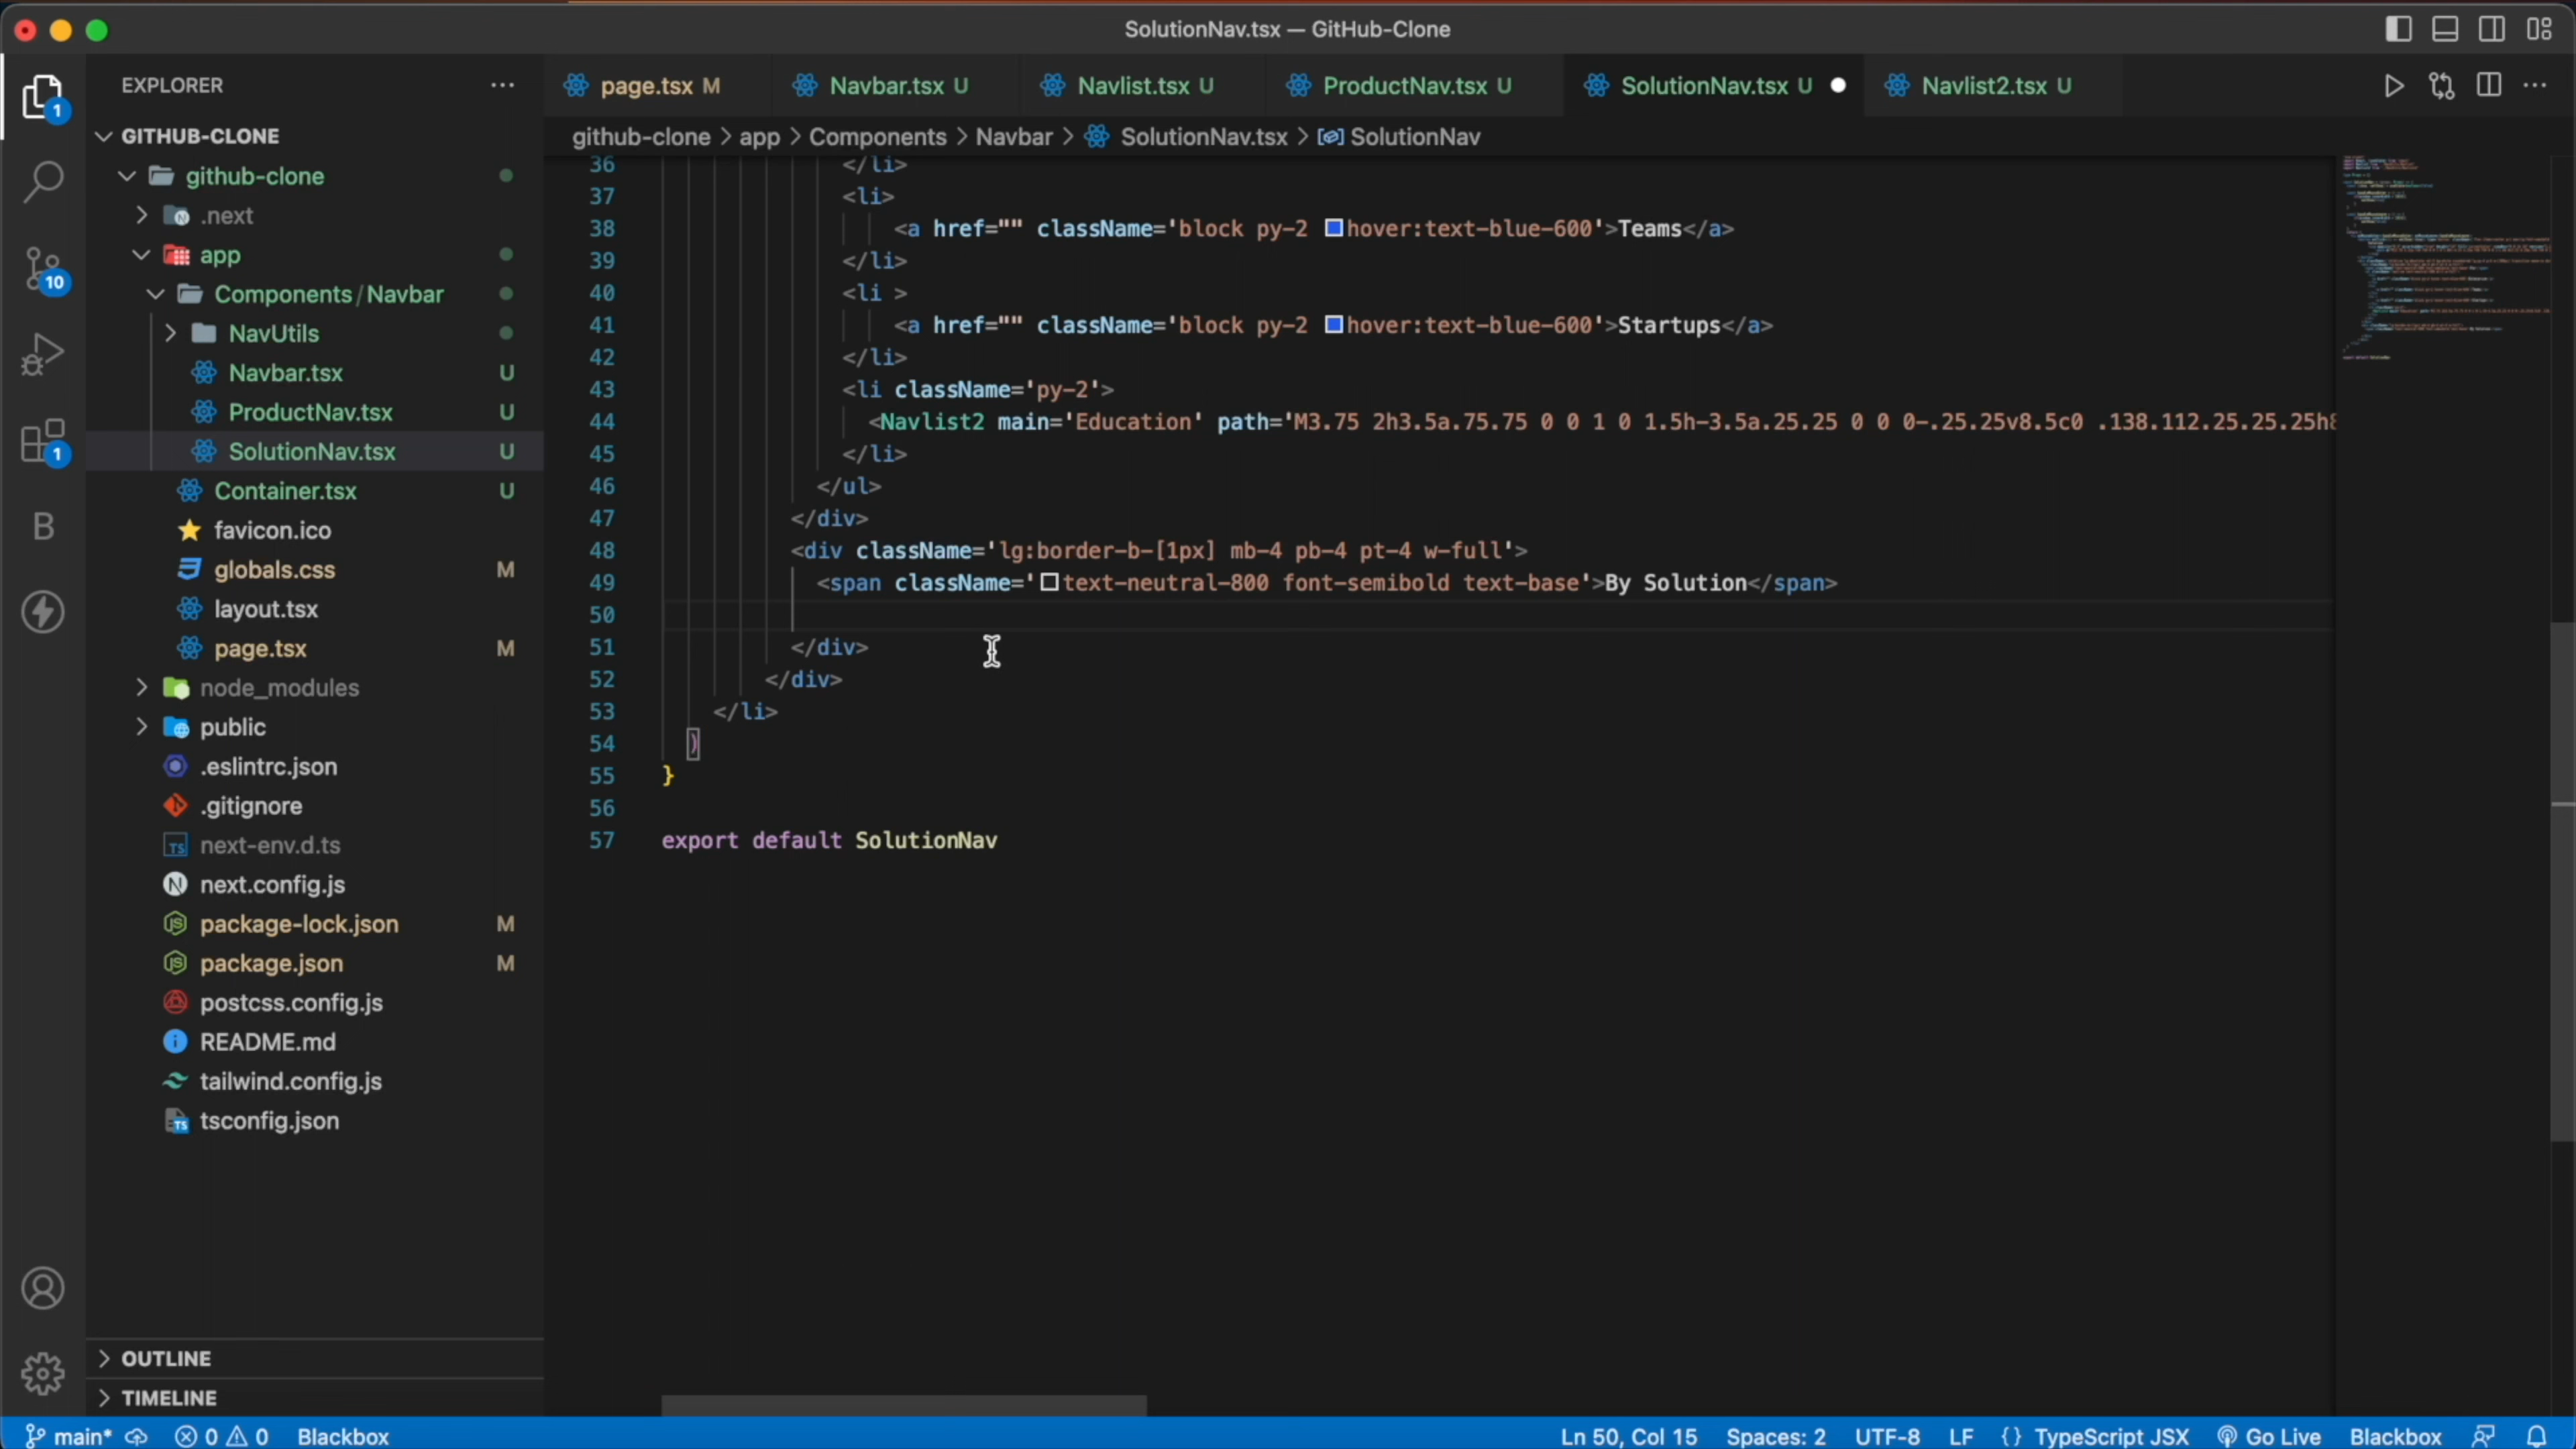 SolutionNav.tsx — GitHub-Clone
EXPLORER
page.tsx M
Navbar.tsx U
Navlist.tsx U
ProductNav.tsx U
SolutionNav.tsx U
Navlist2.tsx U
github-clone > app > Components > Navbar > SolutionNav.tsx > SolutionNav
1
10
1
B
GITHUB-CLONE
github-clone
.next
app
Components/Navbar
NavUtils
Navbar.tsx U
ProductNav.tsx U
SolutionNav.tsx U
Container.tsx U
favicon.ico
globals.css M
layout.tsx
page.tsx M
node_modules
public
.eslintrc.json
.gitignore
next-env.d.ts
next.config.js
package-lock.json M
package.json M
postcss.config.js
README.md
tailwind.config.js
tsconfig.json
OUTLINE
TIMELINE
36 </li>
37 <li>
38 <a href="" className='block py-2 hover:text-blue-600'>Teams</a>
39 </li>
40 <li >
41 <a href="" className='block py-2 hover:text-blue-600'>Startups</a>
42 </li>
43 <li className='py-2'>
44 <Navlist2 main='Education' path='M3.75 2h3.5a.75.75 0 0 1 0 1.5h-3.5a.25.25 0 0 0-.25.25v8.5c0 .138.112.25.25.25h8
45 </li>
46 </ul>
47 </div>
48 <div className='lg:border-b-[1px] mb-4 pb-4 pt-4 w-full'>
49 <span className='text-neutral-800 font-semibold text-base'>By Solution</span>
50
51 </div>
52 </div>
53 </li>
54 )
55 }
56
57 export default SolutionNav
main* 0 0 Blackbox
Ln 50, Col 15 Spaces: 2 UTF-8 LF {} TypeScript JSX Go Live Blackbox